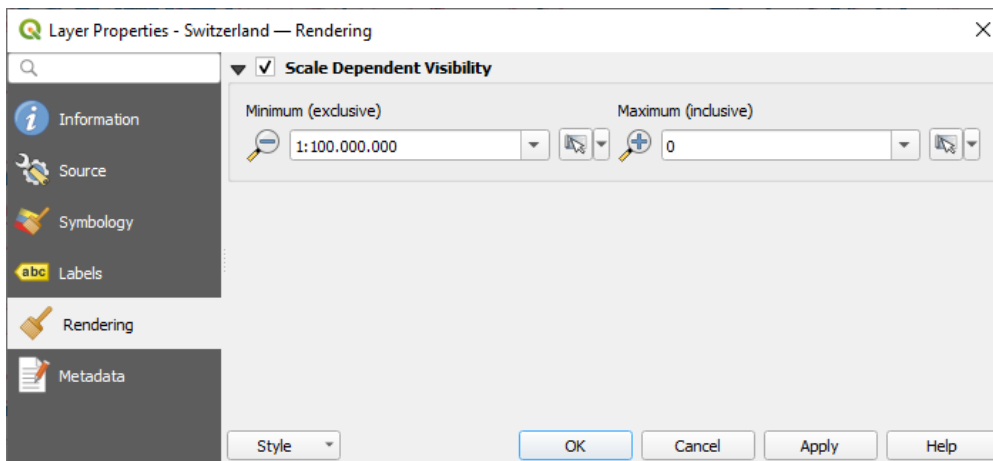 Layer Properties - Switzerland — Rendering
Scale Dependent Visibility
Information
Source
Symbology
abc Labels
Rendering
Metadata
Minimum (exclusive) Maximum (inclusive)
1:100.000.000 0
Style OK Cancel Apply Help